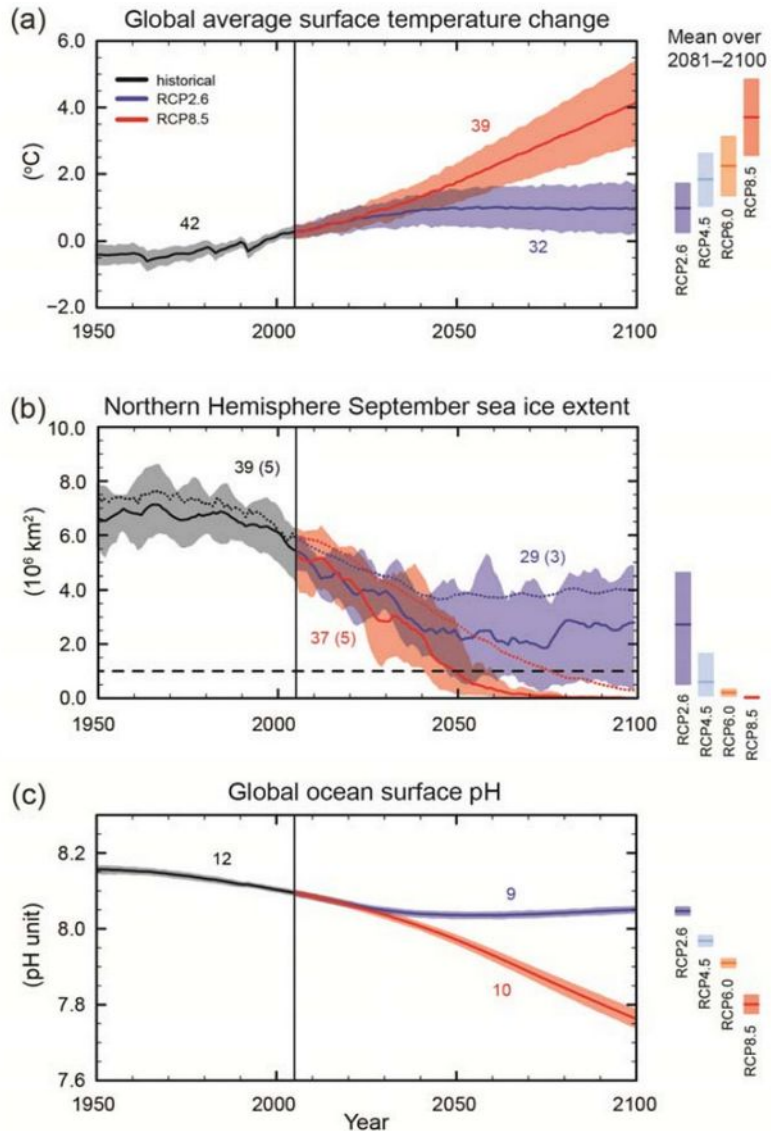 (a) Global average surface temperature change
6.0
4.0
2.0
0.0
−2.0
(°C)
historical
RCP2.6
RCP8.5
42
39
32
1950 2000 2050 2100
Mean over
2081–2100
RCP2.6
RCP4.5
RCP6.0
RCP8.5
(b) Northern Hemisphere September sea ice extent
10.0
8.0
6.0
4.0
2.0
0.0
(10⁶ km²)
39 (5)
29 (3)
37 (5)
1950 2000 2050 2100
RCP2.6
RCP4.5
RCP6.0
RCP8.5
(c) Global ocean surface pH
8.2
8.0
7.8
7.6
(pH unit)
12
9
10
1950 2000 2050 2100
Year
RCP2.6
RCP4.5
RCP6.0
RCP8.5